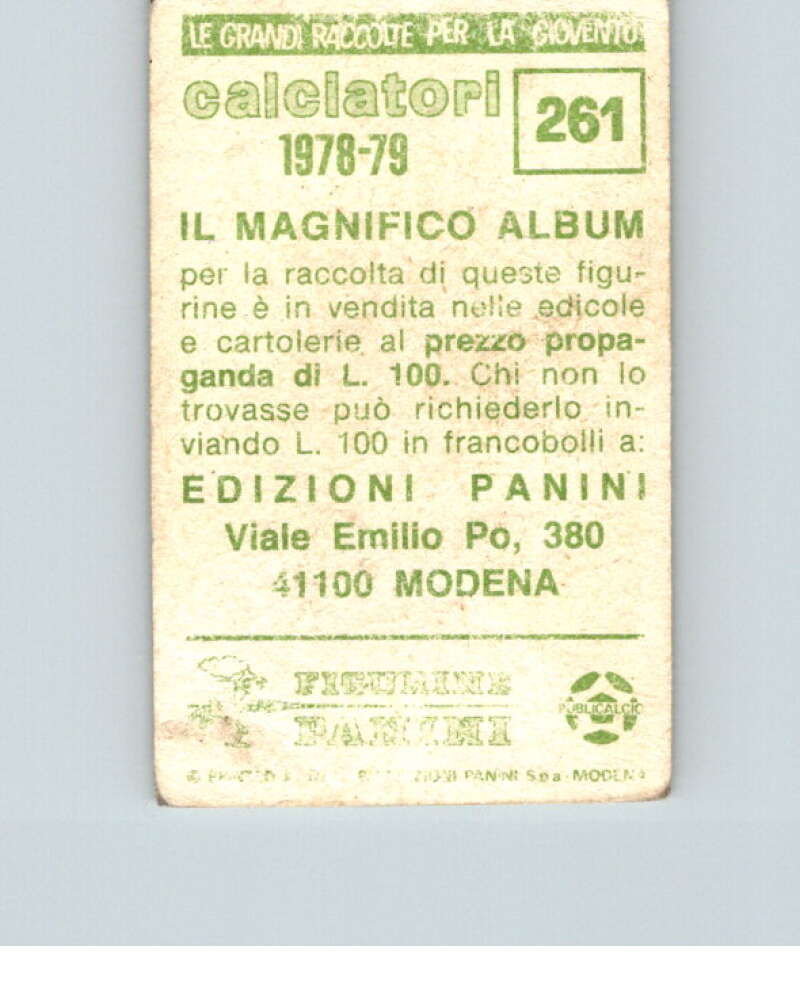 LE GRANDI RACCOLTE PER LA GIOVENTÙ
calciatori
1978-79
261
IL MAGNIFICO ALBUM
per la raccolta di queste figu-
rine è in vendita nelle edicole
e cartolerie al prezzo propa-
ganda di L. 100. Chi non lo
trovasse può richiederlo in-
viando L. 100 in francobolli a:
EDIZIONI PANINI
Viale Emilio Po, 380
41100 MODENA
FIGURINE
PANINI
PUBLICALCIO
PANINI S.p.a. MODENA